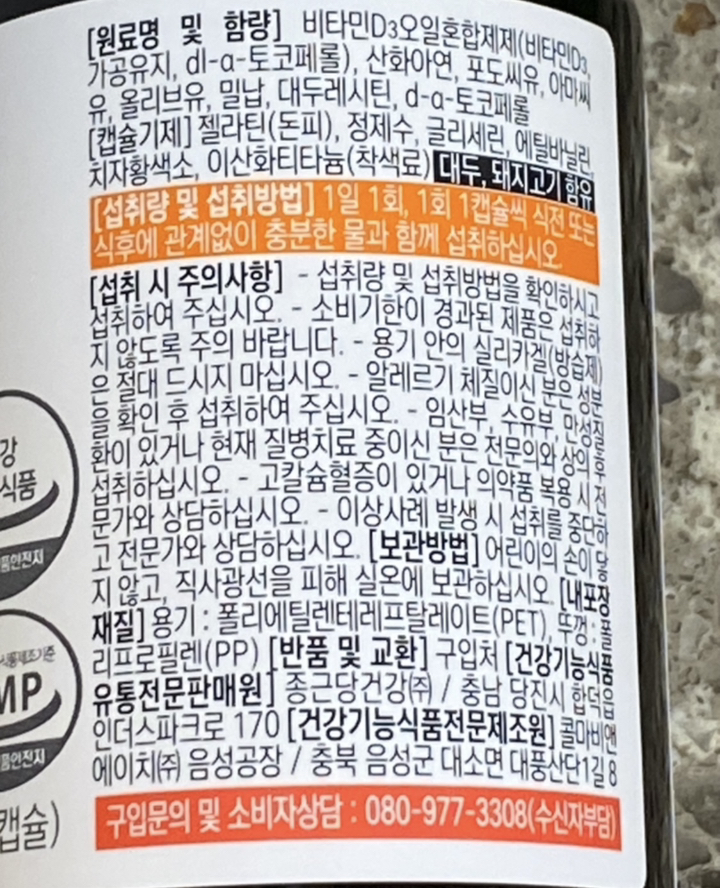 [원료명 및 함량] 비타민D3오일혼합제제(비타민D3,
가공유지, dl-α-토코페롤), 산화아연, 포도씨유, 아마씨
유, 올리브유, 밀납, 대두레시틴, d-α-토코페롤
[캡슐기제] 젤라틴(돈피), 정제수, 글리세린, 에틸바닐린,
치자황색소, 이산화티타늄(착색료) 대두, 돼지고기 함유
[섭취량 및 섭취방법] 1일 1회, 1회 1캡슐씩 식전 또는
식후에 관계없이 충분한 물과 함께 섭취하십시오.
[섭취 시 주의사항] - 섭취량 및 섭취방법을 확인하시고
섭취하여 주십시오. - 소비기한이 경과된 제품은 섭취하
지 않도록 주의 바랍니다. - 용기 안의 실리카겔(방습제)
은 절대 드시지 마십시오. - 알레르기 체질이신 분은 성분
을 확인 후 섭취하여 주십시오. - 임산부, 수유부, 만성질
환이 있거나 현재 질병치료 중이신 분은 전문의와 상의 후
섭취하십시오. - 고칼슘혈증이 있거나 의약품 복용 시 전
문가와 상담하십시오. - 이상사례 발생 시 섭취를 중단하
고 전문가와 상담하십시오. [보관방법] 어린이의 손이 닿
지 않고, 직사광선을 피해 실온에 보관하십시오. [내포장
재질] 용기 : 폴리에틸렌테레프탈레이트(PET), 뚜껑 : 폴
리프로필렌(PP) [반품 및 교환] 구입처 [건강기능식품
유통전문판매원] 종근당건강㈜ / 충남 당진시 합덕읍
인더스파크로 170 [건강기능식품전문제조원] 콜마비앤
에이치㈜ 음성공장 / 충북 음성군 대소면 대풍산단1길 8
구입문의 및 소비자상담 : 080-977-3308(수신자부담)
강
식품
품안전처
MP
품안전처
캡슐)